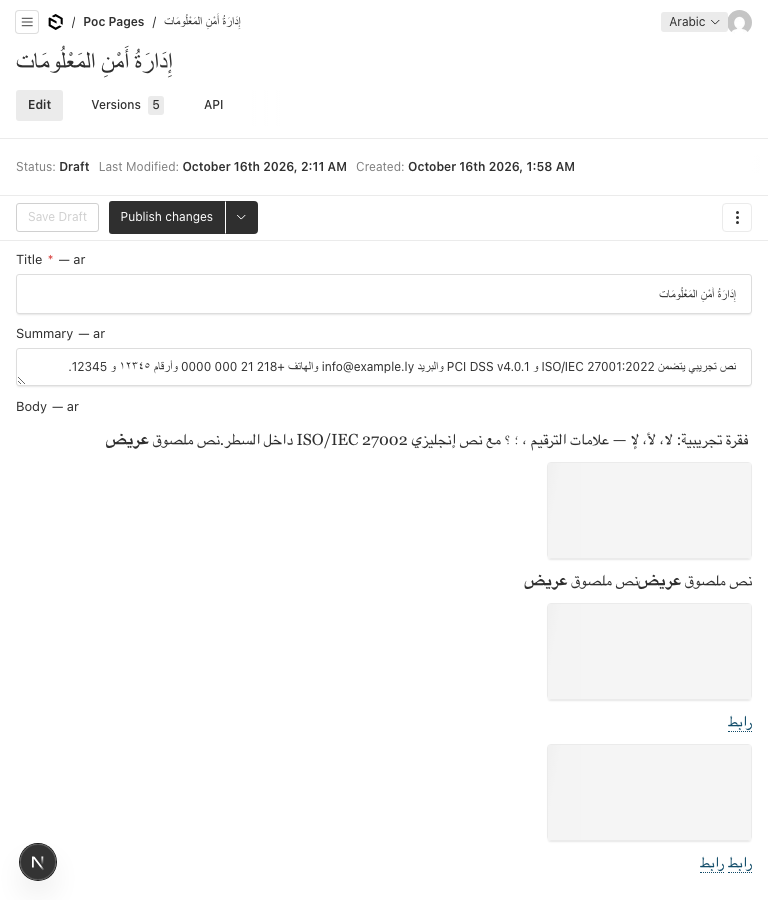 / Poc Pages / إِدَارَةُ أَمْنِ المَعْلُومَات
Arabic
إِدَارَةُ أَمْنِ المَعْلُومَات
Edit Versions 5 API
Status: Draft Last Modified: October 16th 2026, 2:11 AM Created: October 16th 2026, 1:58 AM
Save Draft Publish changes
Title * — ar
إِدَارَةُ أَمْنِ المَعْلُومَات
Summary — ar
نص تجريبي يتضمن ISO/IEC 27001:2022 و PCI DSS v4.0.1 والبريد info@example.ly والهاتف +218 21 000 0000 وأرقام ١٢٣٤٥ و 12345.
Body — ar
فقرة تجريبية: لا، لأ، لإ — علامات الترقيم ، ؛ ؟ مع نص إنجليزي ISO/IEC 27002 داخل السطر.نص ملصوق عريض
نص ملصوق عريضنص ملصوق عريض
رابط
رابط رابط
N